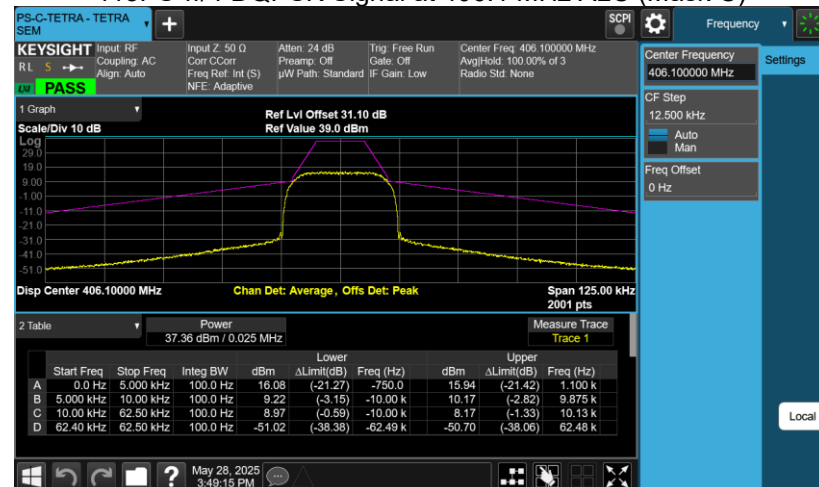 PS-C-TETRA - TETRA
SEM
SCPI
Frequency
KEYSIGHT
Input: RF
Coupling: AC
Align: Auto
Input Z: 50 Ω
Corr CCorr
Freq Ref: Int (S)
NFE: Adaptive
Atten: 24 dB
Preamp: Off
µW Path: Standard
Trig: Free Run
Gate: Off
IF Gain: Low
Center Freq: 406.100000 MHz
Avg|Hold: 100.00% of 3
Radio Std: None
RL S
LXI PASS
Center Frequency
406.100000 MHz
Settings
CF Step
12.500 kHz
Auto
Man
Freq Offset
0 Hz
1 Graph
Scale/Div 10 dB
Ref Lvl Offset 31.10 dB
Ref Value 39.0 dBm
Log
29.0
19.0
9.00
-1.00
-11.0
-21.0
-31.0
-41.0
-51.0
Disp Center 406.10000 MHz
Chan Det: Average, Offs Det: Peak
Span 125.00 kHz
2001 pts
2 Table
Power
37.36 dBm / 0.025 MHz
Measure Trace
Trace 1
Lower Upper
Start Freq Stop Freq Integ BW dBm ΔLimit(dB) Freq (Hz) dBm ΔLimit(dB) Freq (Hz)
A 0.0 Hz 5.000 kHz 100.0 Hz 16.08 (-21.27) -750.0 15.94 (-21.42) 1.100 k
B 5.000 kHz 10.00 kHz 100.0 Hz 9.22 (-3.15) -10.00 k 10.17 (-2.82) 9.875 k
C 10.00 kHz 62.50 kHz 100.0 Hz 8.97 (-0.59) -10.00 k 8.17 (-1.33) 10.13 k
D 62.40 kHz 62.50 kHz 100.0 Hz -51.02 (-38.38) -62.49 k -50.70 (-38.06) 62.48 k
Local
?
May 28, 2025
3:49:15 PM